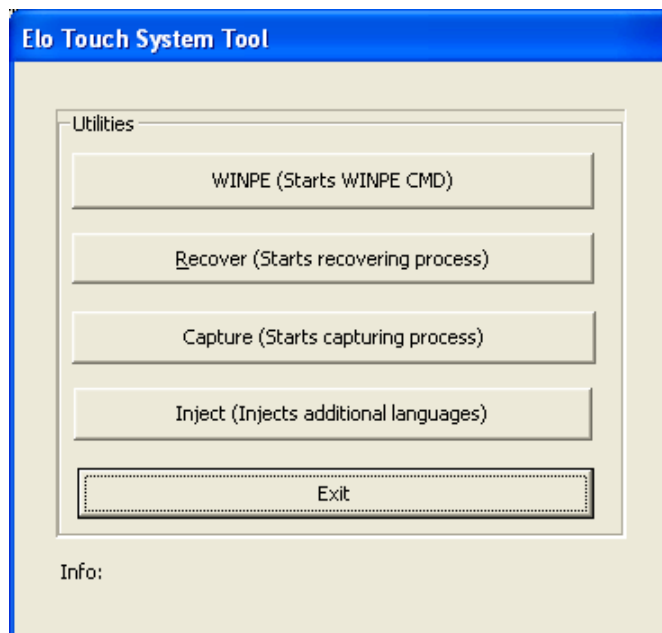 Elo Touch System Tool
Utilities
WINPE (Starts WINPE CMD)
Recover (Starts recovering process)
Capture (Starts capturing process)
Inject (Injects additional languages)
Exit
Info: